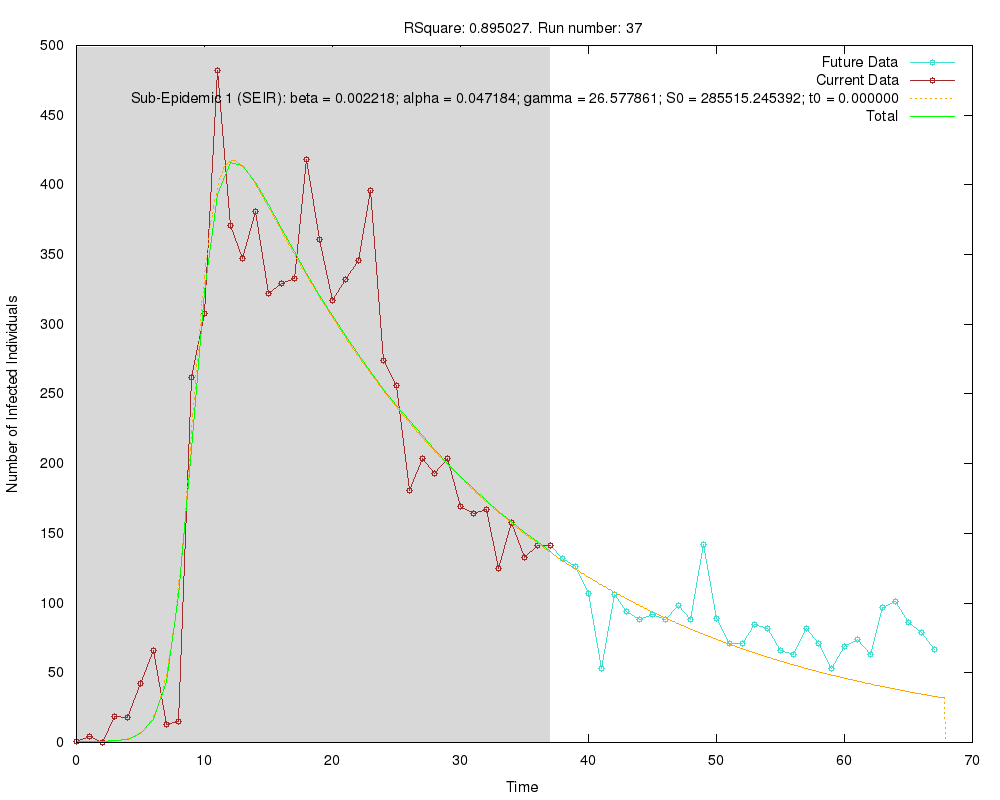 RSquare: 0.895027. Run number: 37
500
450
400
350
300
250
200
150
100
50
0
Number of Infected Individuals
Future Data
Current Data
Sub-Epidemic 1 (SEIR): beta = 0.002218; alpha = 0.047184; gamma = 26.577861; S0 = 285515.245392; t0 = 0.000000
Total
0 10 20 30 40 50 60 70
Time